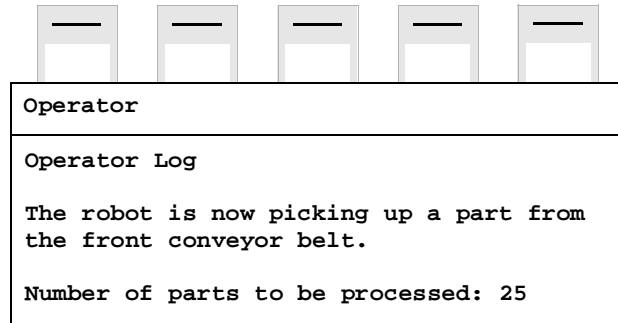 Operator
Operator Log
The robot is now picking up a part from
the front conveyor belt.
Number of parts to be processed: 25